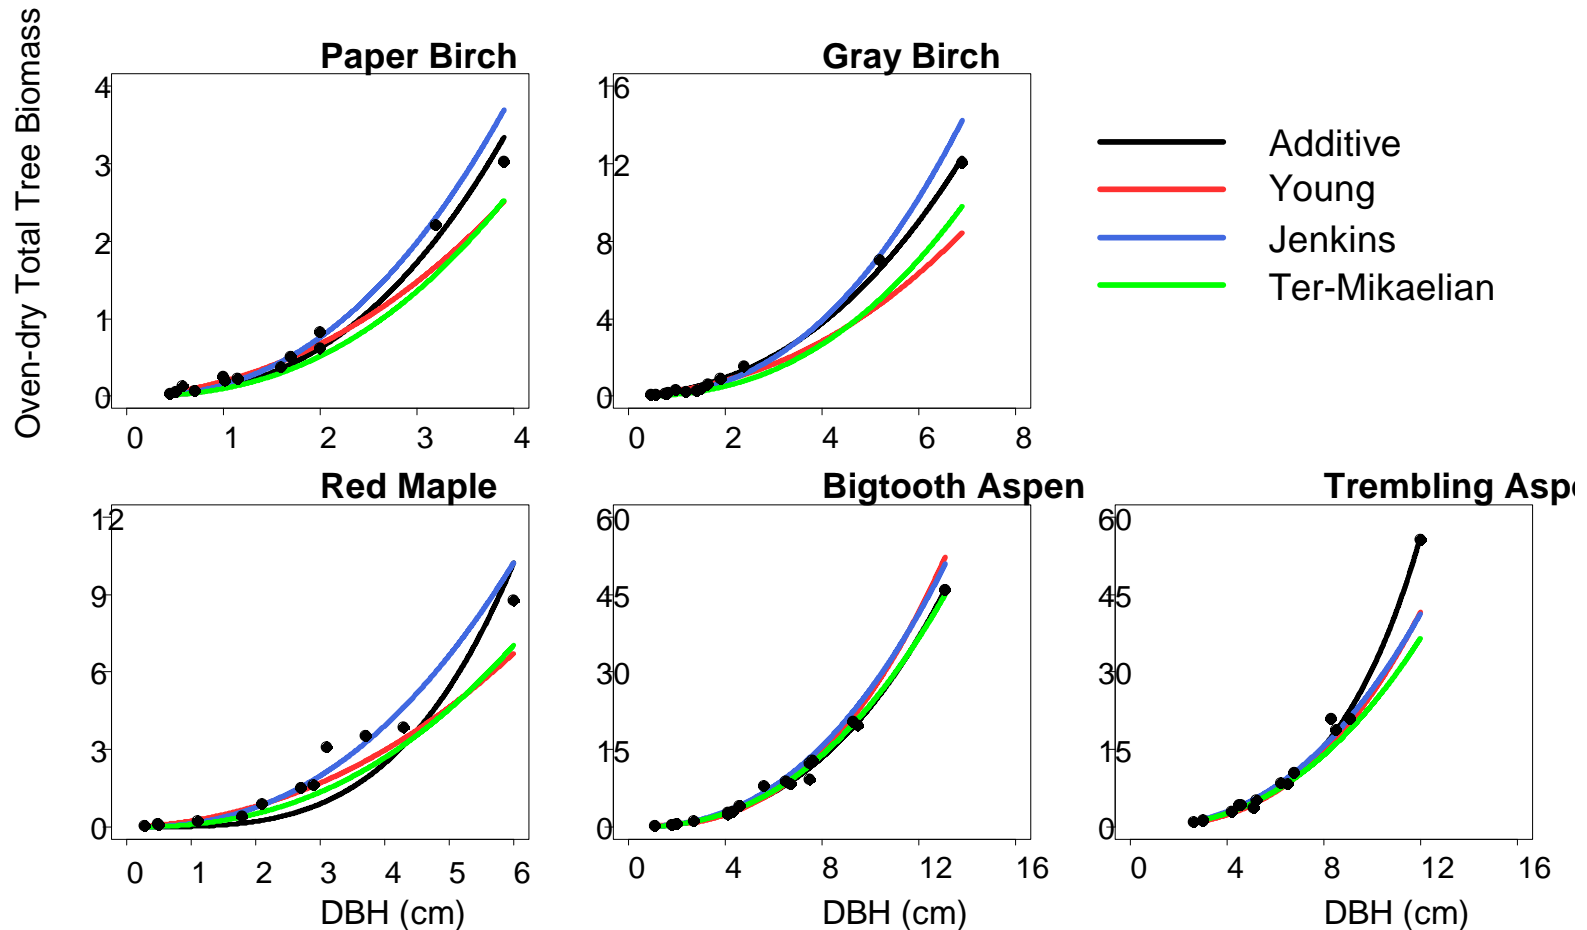 Oven-dry Total Tree Biomass
Paper Birch
4
3
2
1
0
0 1 2 3 4
Gray Birch
16
12
8
4
0
0 2 4 6 8
Additive
Young
Jenkins
Ter-Mikaelian
Red Maple
12
9
6
3
0
0 1 2 3 4 5 6
DBH (cm)
Bigtooth Aspen
60
45
30
15
0
0 4 8 12 16
DBH (cm)
Trembling Asp
60
45
30
15
0
0 4 8 12 16
DBH (cm)